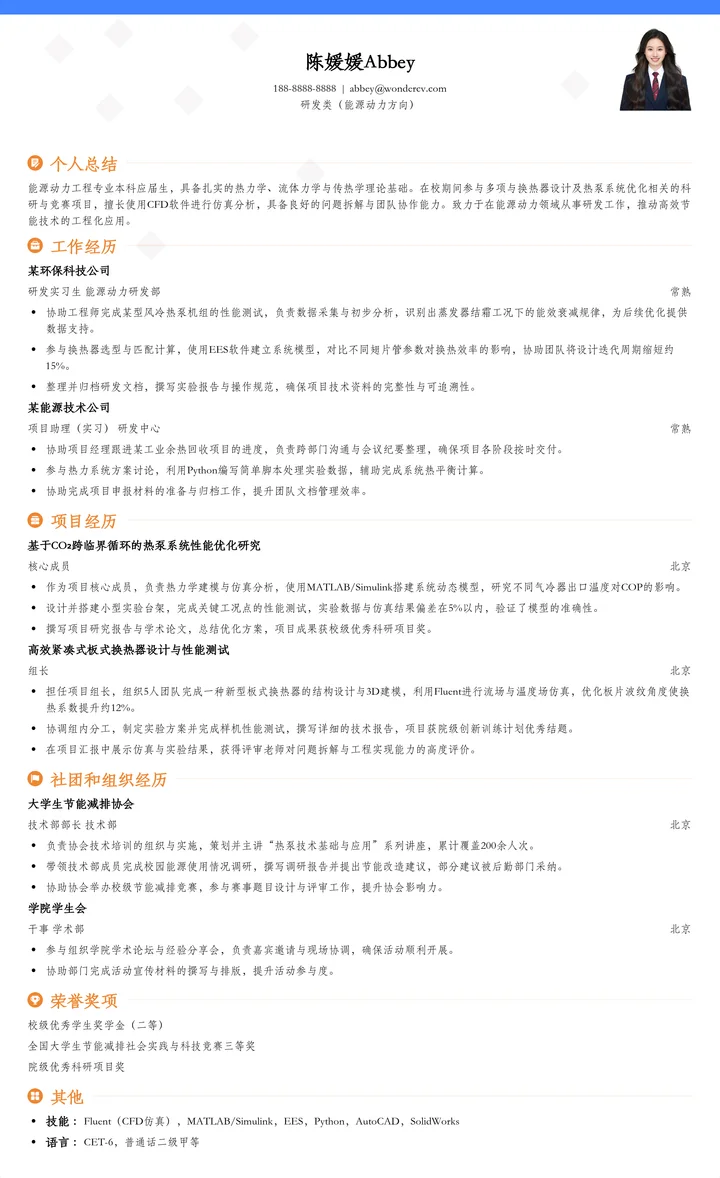 陈媛媛Abbey
188-8888-8888 | abbey@wondercv.com
研发类（能源动力方向）
个人总结
能源动力工程专业本科应届生，具备扎实的热力学、流体力学与传热学理论基础。在校期间参与多项与换热器设计及热泵系统优化相关的科
研与竞赛项目，擅长使用CFD软件进行仿真分析，具备良好的问题拆解与团队协作能力。致力于在能源动力领域从事研发工作，推动高效节
能技术的工程化应用。
工作经历
某环保科技公司
研发实习生 能源动力研发部 常熟
• 协助工程师完成某型风冷热泵机组的性能测试，负责数据采集与初步分析，识别出蒸发器结霜工况下的能效衰减规律，为后续优化提供
数据支持。
• 参与换热器选型与匹配计算，使用EES软件建立系统模型，对比不同翅片管参数对换热效率的影响，协助团队将设计迭代周期缩短约
15%。
• 整理并归档研发文档，撰写实验报告与操作规范，确保项目技术资料的完整性与可追溯性。
某能源技术公司
项目助理（实习） 研发中心 常熟
• 协助项目经理跟进某工业余热回收项目的进度，负责跨部门沟通与会议纪要整理，确保项目各阶段按时交付。
• 参与热力系统方案讨论，利用Python编写简单脚本处理实验数据，辅助完成系统热平衡计算。
• 协助完成项目申报材料的准备与归档工作，提升团队文档管理效率。
项目经历
基于CO₂跨临界循环的热泵系统性能优化研究
核心成员 北京
• 作为项目核心成员，负责热力学建模与仿真分析，使用MATLAB/Simulink搭建系统动态模型，研究不同气冷器出口温度对COP的影响。
• 设计并搭建小型实验台架，完成关键工况点的性能测试，实验数据与仿真结果偏差在5%以内，验证了模型的准确性。
• 撰写项目研究报告与学术论文，总结优化方案，项目成果获校级优秀科研项目奖。
高效紧凑式板式换热器设计与性能测试
组长 北京
• 担任项目组长，组织5人团队完成一种新型板式换热器的结构设计与3D建模，利用Fluent进行流场与温度场仿真，优化板片波纹角度使换
热系数提升约12%。
• 协调组内分工，制定实验方案并完成样机性能测试，撰写详细的技术报告，项目获院级创新训练计划优秀结题。
• 在项目汇报中展示仿真与实验结果，获得评审老师对问题拆解与工程实现能力的高度评价。
社团和组织经历
大学生节能减排协会
技术部部长 技术部 北京
• 负责协会技术培训的组织与实施，策划并主讲“热泵技术基础与应用”系列讲座，累计覆盖200余人次。
• 带领技术部成员完成校园能源使用情况调研，撰写调研报告并提出节能改造建议，部分建议被后勤部门采纳。
• 协助协会举办校级节能减排竞赛，参与赛事题目设计与评审工作，提升协会影响力。
学院学生会
干事 学术部 北京
• 参与组织学院学术论坛与经验分享会，负责嘉宾邀请与现场协调，确保活动顺利开展。
• 协助部门完成活动宣传材料的撰写与排版，提升活动参与度。
荣誉奖项
校级优秀学生奖学金（二等）
全国大学生节能减排社会实践与科技竞赛三等奖
院级优秀科研项目奖
其他
• 技能：Fluent（CFD仿真），MATLAB/Simulink，EES，Python，AutoCAD，SolidWorks
• 语言：CET-6，普通话二级甲等